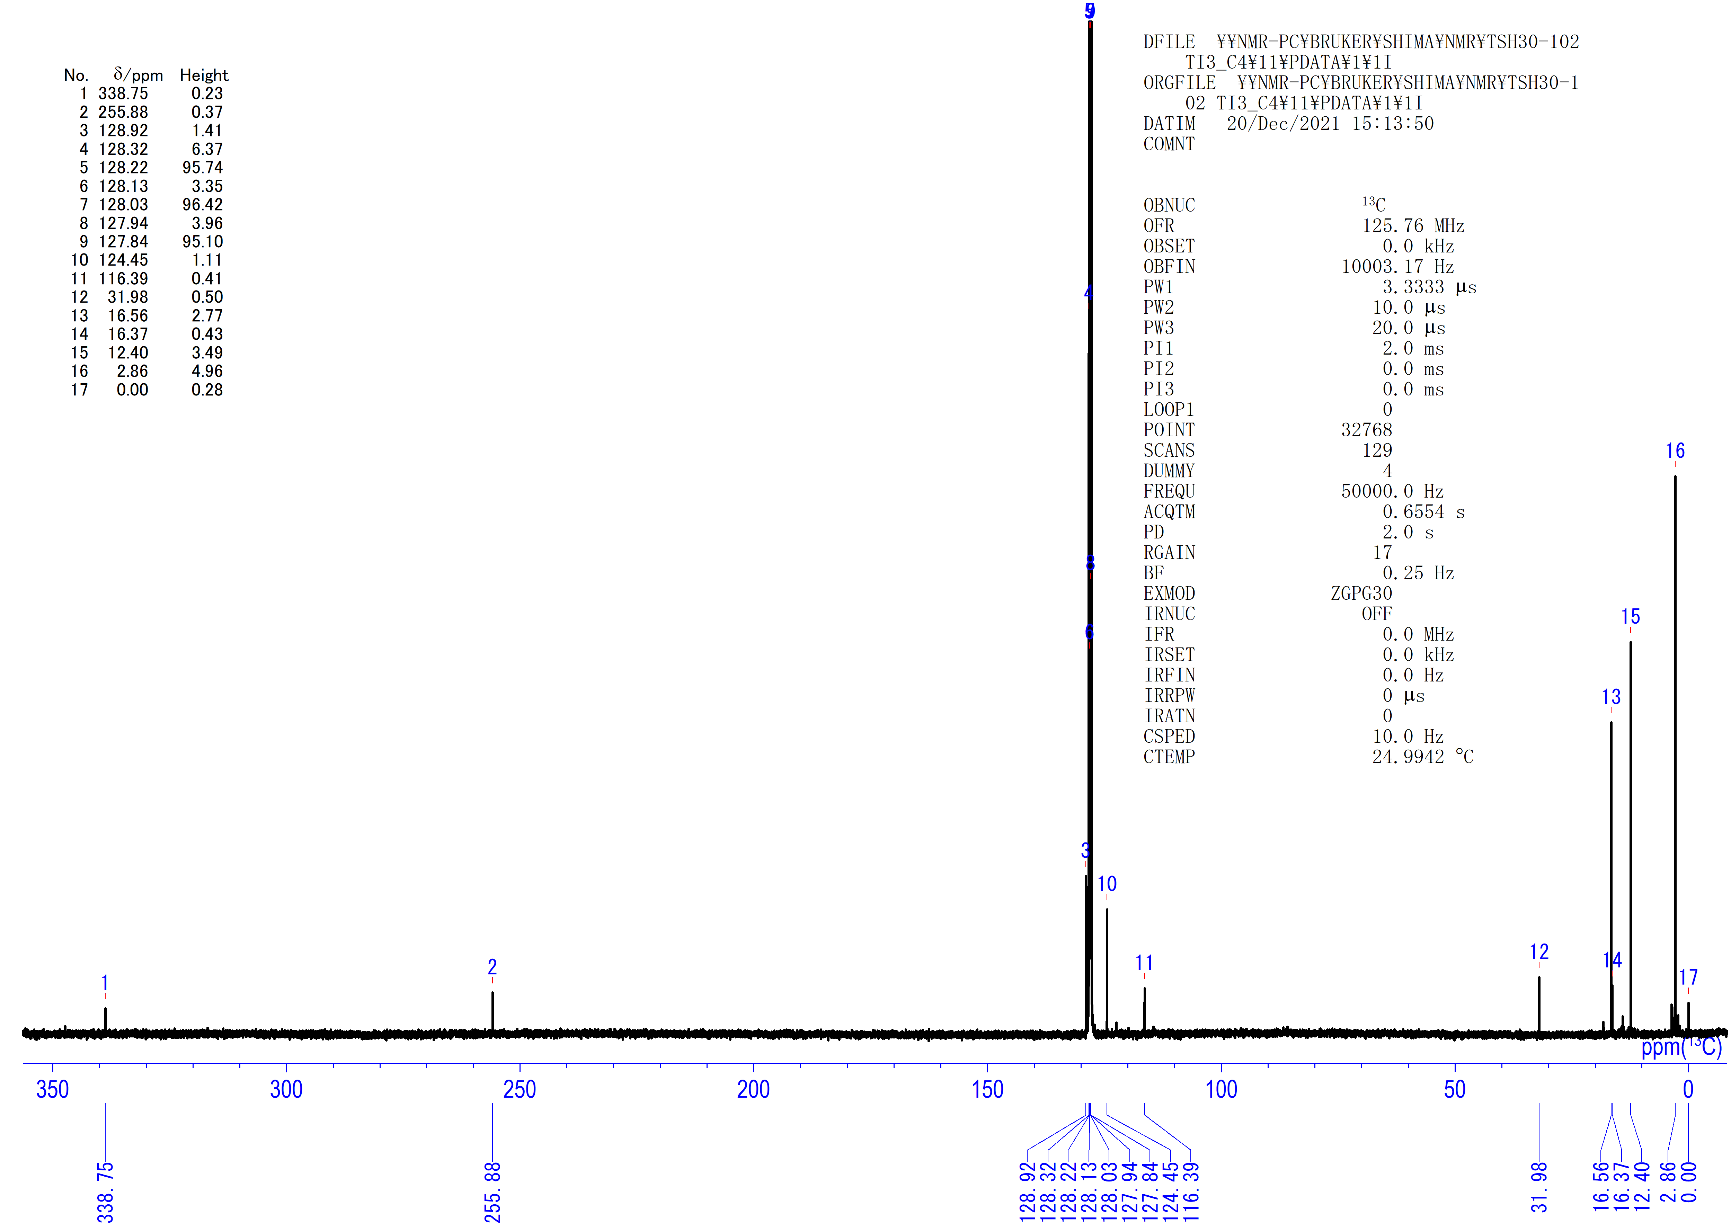 No. δ/ppm Height
1 338.75 0.23
2 255.88 0.37
3 128.92 1.41
4 128.32 6.37
5 128.22 95.74
6 128.13 3.35
7 128.03 96.42
8 127.94 3.96
9 127.84 95.10
10 124.45 1.11
11 116.39 0.41
12 31.98 0.50
13 16.56 2.77
14 16.37 0.43
15 12.40 3.49
16 2.86 4.96
17 0.00 0.28
DFILE ¥¥NMR-PC¥BRUKER¥SHIMA¥NMR¥TSH30-102
TI3_C4¥11¥PDATA¥1¥1I
ORGFILE ¥¥NMR-PC¥BRUKER¥SHIMA¥NMR¥TSH30-1
02 TI3_C4¥11¥PDATA¥1¥1I
DATIM 20/Dec/2021 15:13:50
COMNT
OBNUC 13C
OFR 125.76 MHz
OBSET 0.0 kHz
OBFIN 10003.17 Hz
PW1 3.3333 µs
PW2 10.0 µs
PW3 20.0 µs
PI1 2.0 ms
PI2 0.0 ms
PI3 0.0 ms
LOOP1 0
POINT 32768
SCANS 129
DUMMY 4
FREQU 50000.0 Hz
ACQTM 0.6554 s
PD 2.0 s
RGAIN 17
BF 0.25 Hz
EXMOD ZGPG30
IRNUC OFF
IFR 0.0 MHz
IRSET 0.0 kHz
IRFIN 0.0 Hz
IRRPW 0 µs
IRATN 0
CSPED 10.0 Hz
CTEMP 24.9942 °C
1
2
3
4
6
10
11
12
13
14
15
16
17
ppm(13C)
350 300 250 200 150 100 50 0
338.75
255.88
128.92
128.32
128.22
128.13
128.03
127.94
127.84
124.45
116.39
31.98
16.56
16.37
12.40
2.86
0.00